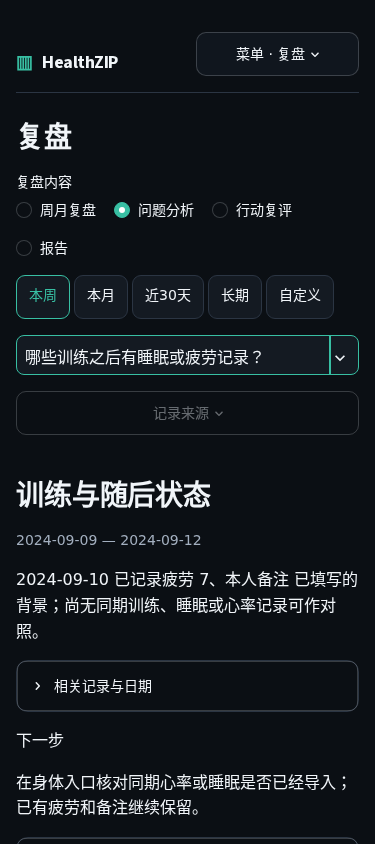 HealthZIP
菜单 · 复盘
复盘
复盘内容
周月复盘
问题分析
行动复评
报告
本周
本月
近30天
长期
自定义
哪些训练之后有睡眠或疲劳记录？
记录来源
训练与随后状态
2024-09-09 — 2024-09-12
2024-09-10 已记录疲劳 7、本人备注 已填写的
背景；尚无同期训练、睡眠或心率记录可作对
照。
相关记录与日期
下一步
在身体入口核对同期心率或睡眠是否已经导入；
已有疲劳和备注继续保留。